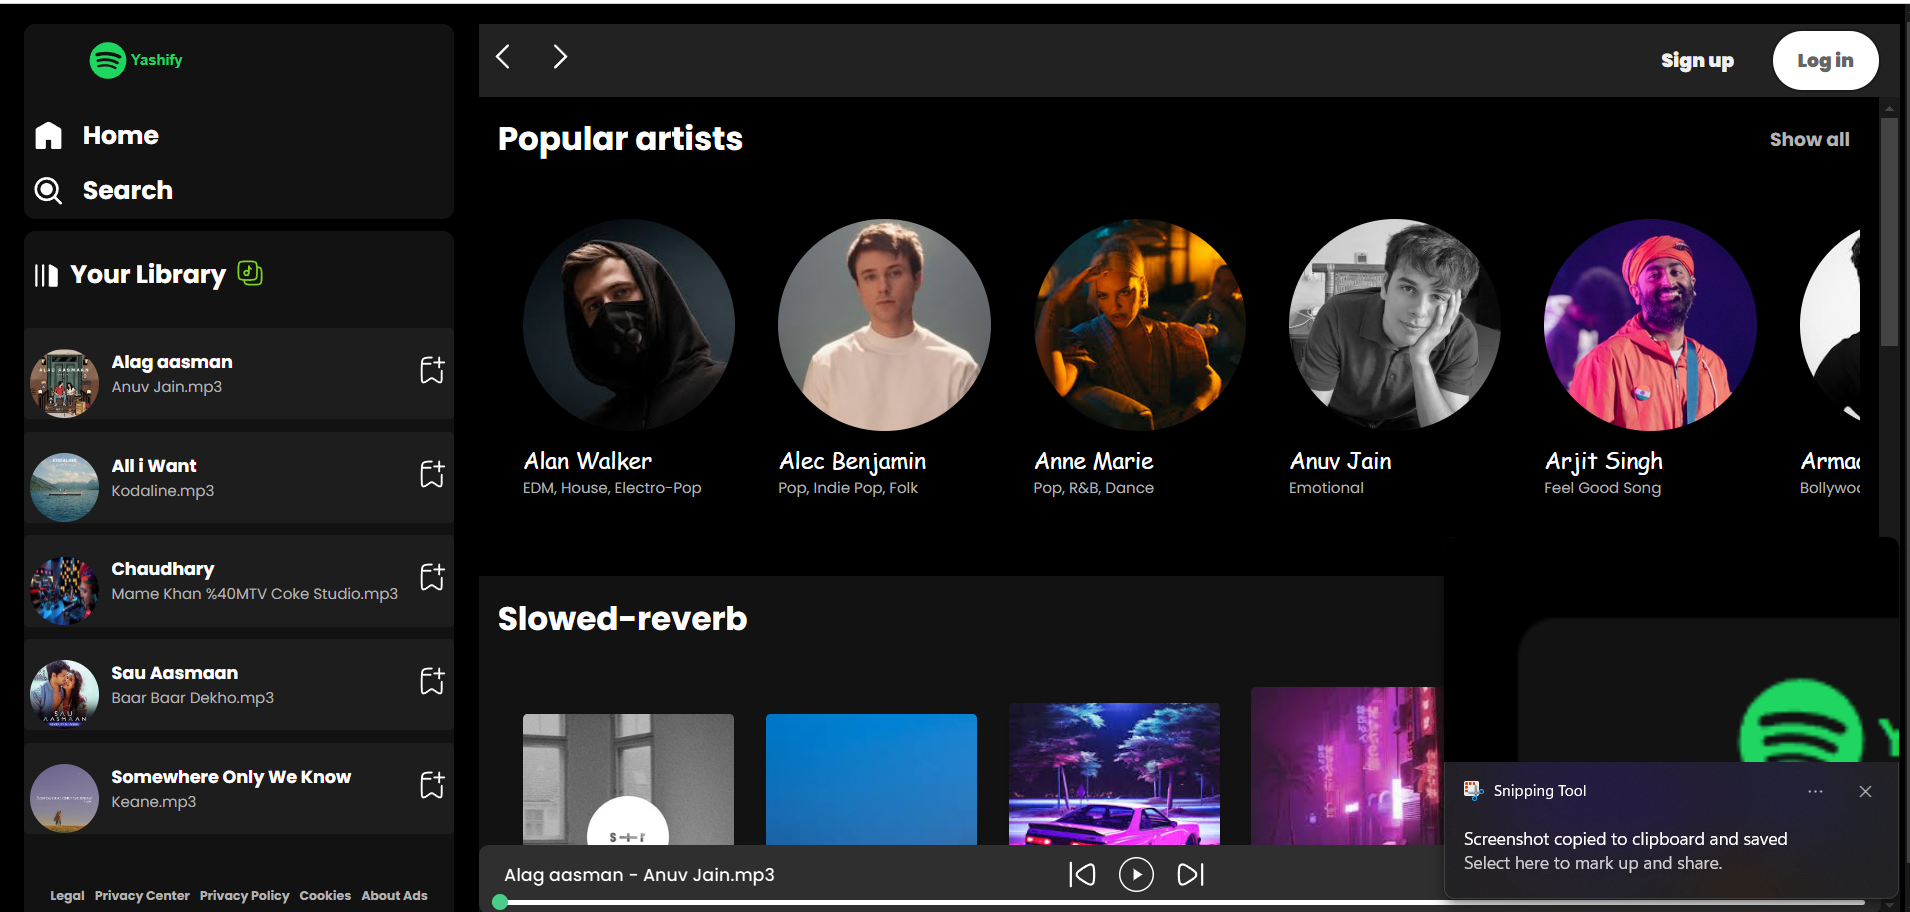 Yashify
Home
Search
Your Library
Alag aasman
Anuv Jain.mp3
All i Want
Kodaline.mp3
Chaudhary
Mame Khan %40MTV Coke Studio.mp3
Sau Aasmaan
Baar Baar Dekho.mp3
SAU
AASMAAN
Somewhere Only We Know
Keane.mp3
Legal Privacy Center Privacy Policy Cookies About Ads
Sign up
Log in
Popular artists
Show all
Alan Walker
EDM, House, Electro-Pop
Alec Benjamin
Pop, Indie Pop, Folk
Anne Marie
Pop, R&B, Dance
Anuv Jain
Emotional
Arjit Singh
Feel Good Song
Armac
Bollywoo
Slowed-reverb
Alag aasman - Anuv Jain.mp3
Snipping Tool
Screenshot copied to clipboard and saved
Select here to mark up and share.